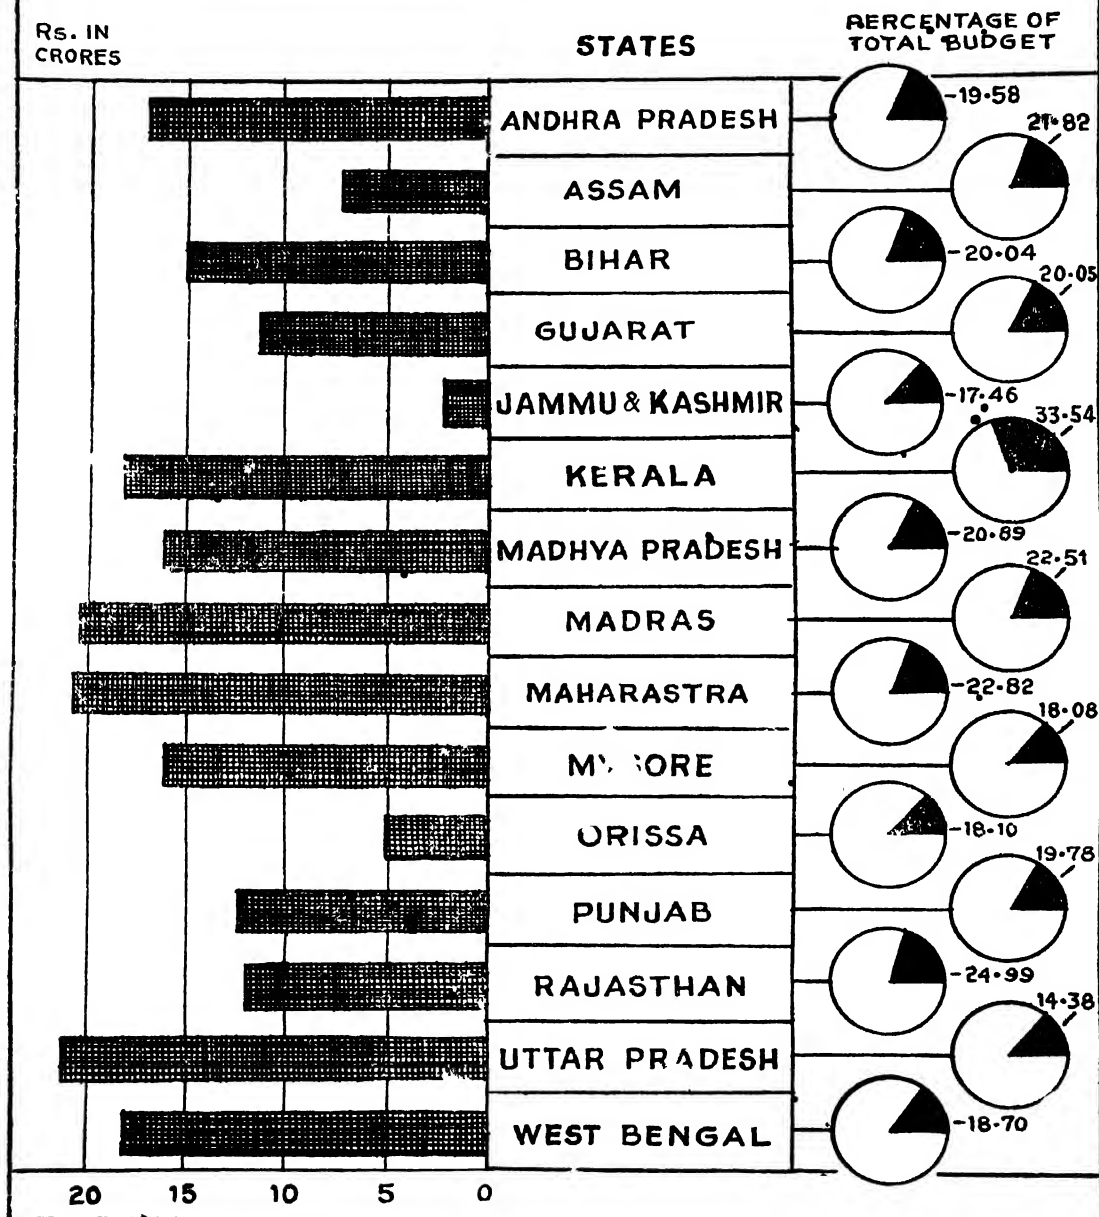 Rs. IN
CRORES
STATES
PERCENTAGE OF
TOTAL BUDGET
ANDHRA PRADESH
19·58
ASSAM
21·82
BIHAR
20·04
GUJARAT
20·05
JAMMU & KASHMIR
17·46
KERALA
33·54
MADHYA PRADESH
20·89
MADRAS
22·51
MAHARASTRA
22·82
18·08
ORISSA
18·10
PUNJAB
19·78
RAJASTHAN
24·99
UTTAR PRADESH
14·38
WEST BENGAL
18·70
20 15 10 5 0